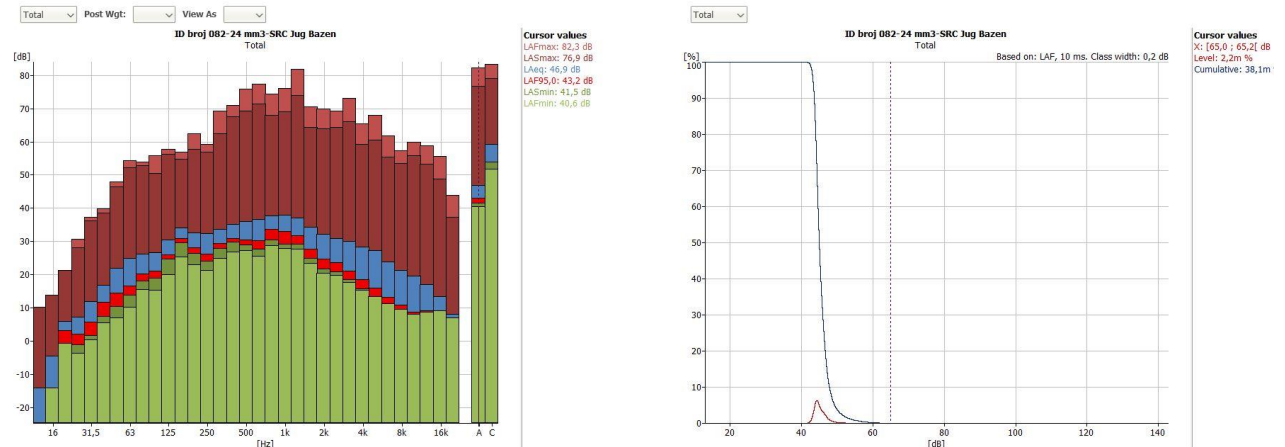 Total Post Wgt: View As
ID broj 082-24 mm3-SRC Jug Bazen
Total
[dB]
80
70
60
50
40
30
20
10
0
-10
-20
16 31,5 63 125 250 500 1k 2k 4k 8k 16k A C
[Hz]
Cursor values
LAFmax: 82,3 dB
LASmax: 76,9 dB
LAeq: 46,9 dB
LAF95,0: 43,2 dB
LASmin: 41,5 dB
LAFmin: 40,6 dB
Total
ID broj 082-24 mm3-SRC Jug Bazen
Total
Based on: LAF, 10 ms. Class width: 0,2 dB
[%]
100
90
80
70
60
50
40
30
20
10
0
20 40 60 80 100 120 140
[dB]
Cursor values
X: [65,0 ; 65,2[ dB
Level: 2,2m %
Cumulative: 38,1m